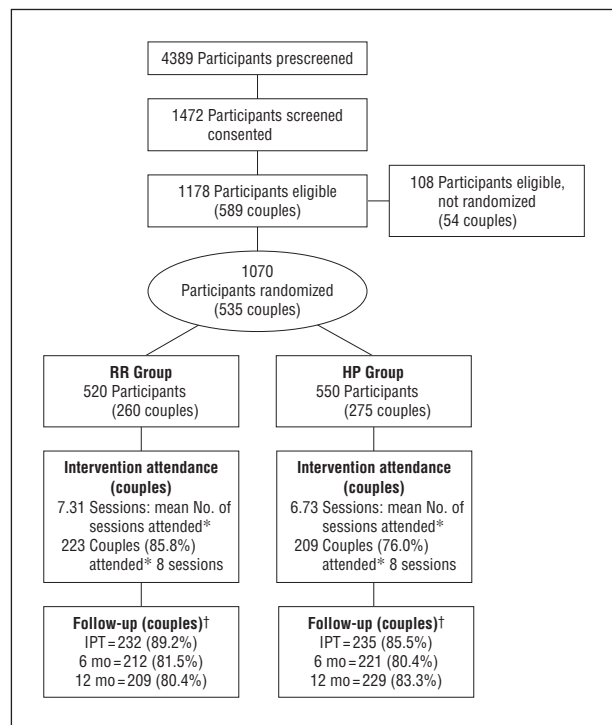 4389 Participants prescreened
1472 Participants screened
consented
1178 Participants eligible
(589 couples)
108 Participants eligible,
not randomized
(54 couples)
1070
Participants randomized
(535 couples)
RR Group
520 Participants
(260 couples)
HP Group
550 Participants
(275 couples)
Intervention attendance
(couples)
7.31 Sessions: mean No. of
sessions attended*
223 Couples (85.8%)
attended* 8 sessions
Intervention attendance
(couples)
6.73 Sessions: mean No. of
sessions attended*
209 Couples (76.0%)
attended* 8 sessions
Follow-up (couples)†
IPT = 232 (89.2%)
6 mo = 212 (81.5%)
12 mo = 209 (80.4%)
Follow-up (couples)†
IPT = 235 (85.5%)
6 mo = 221 (80.4%)
12 mo = 229 (83.3%)